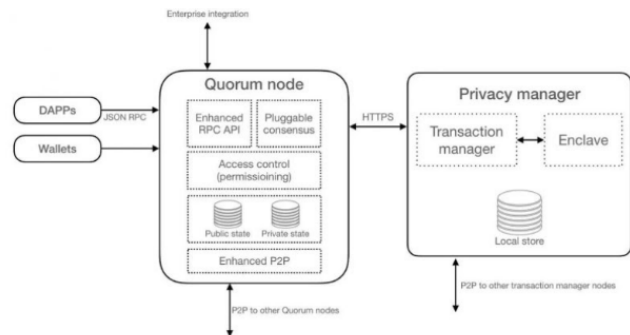 Enterprise integration
Quorum node
Privacy manager
DAPPs
JSON RPC
Wallets
Enhanced
RPC API
Pluggable
consensus
HTTPS
Transaction
manager
Enclave
Access control
(permissioining)
Public state
Private state
Local store
Enhanced P2P
P2P to other Quorum nodes
P2P to other transaction manager nodes